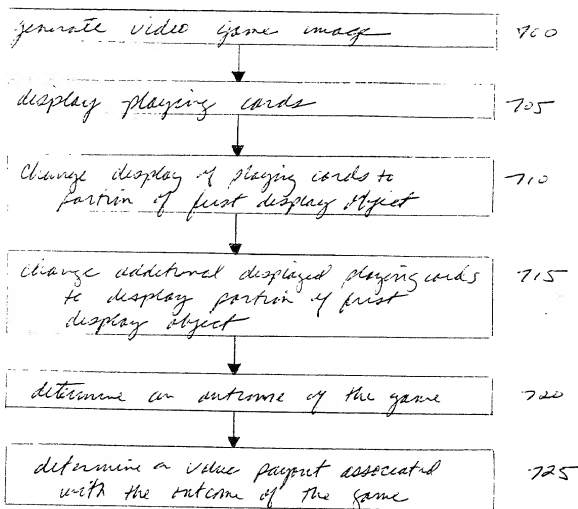 generate video game image 700
display playing cards 705
change display of playing cards to 710
portion of first display object
change additional displayed playing cards 715
to display portion of first
display object
determine an outcome of the game 720
determine a value payout associated 725
with the outcome of the game